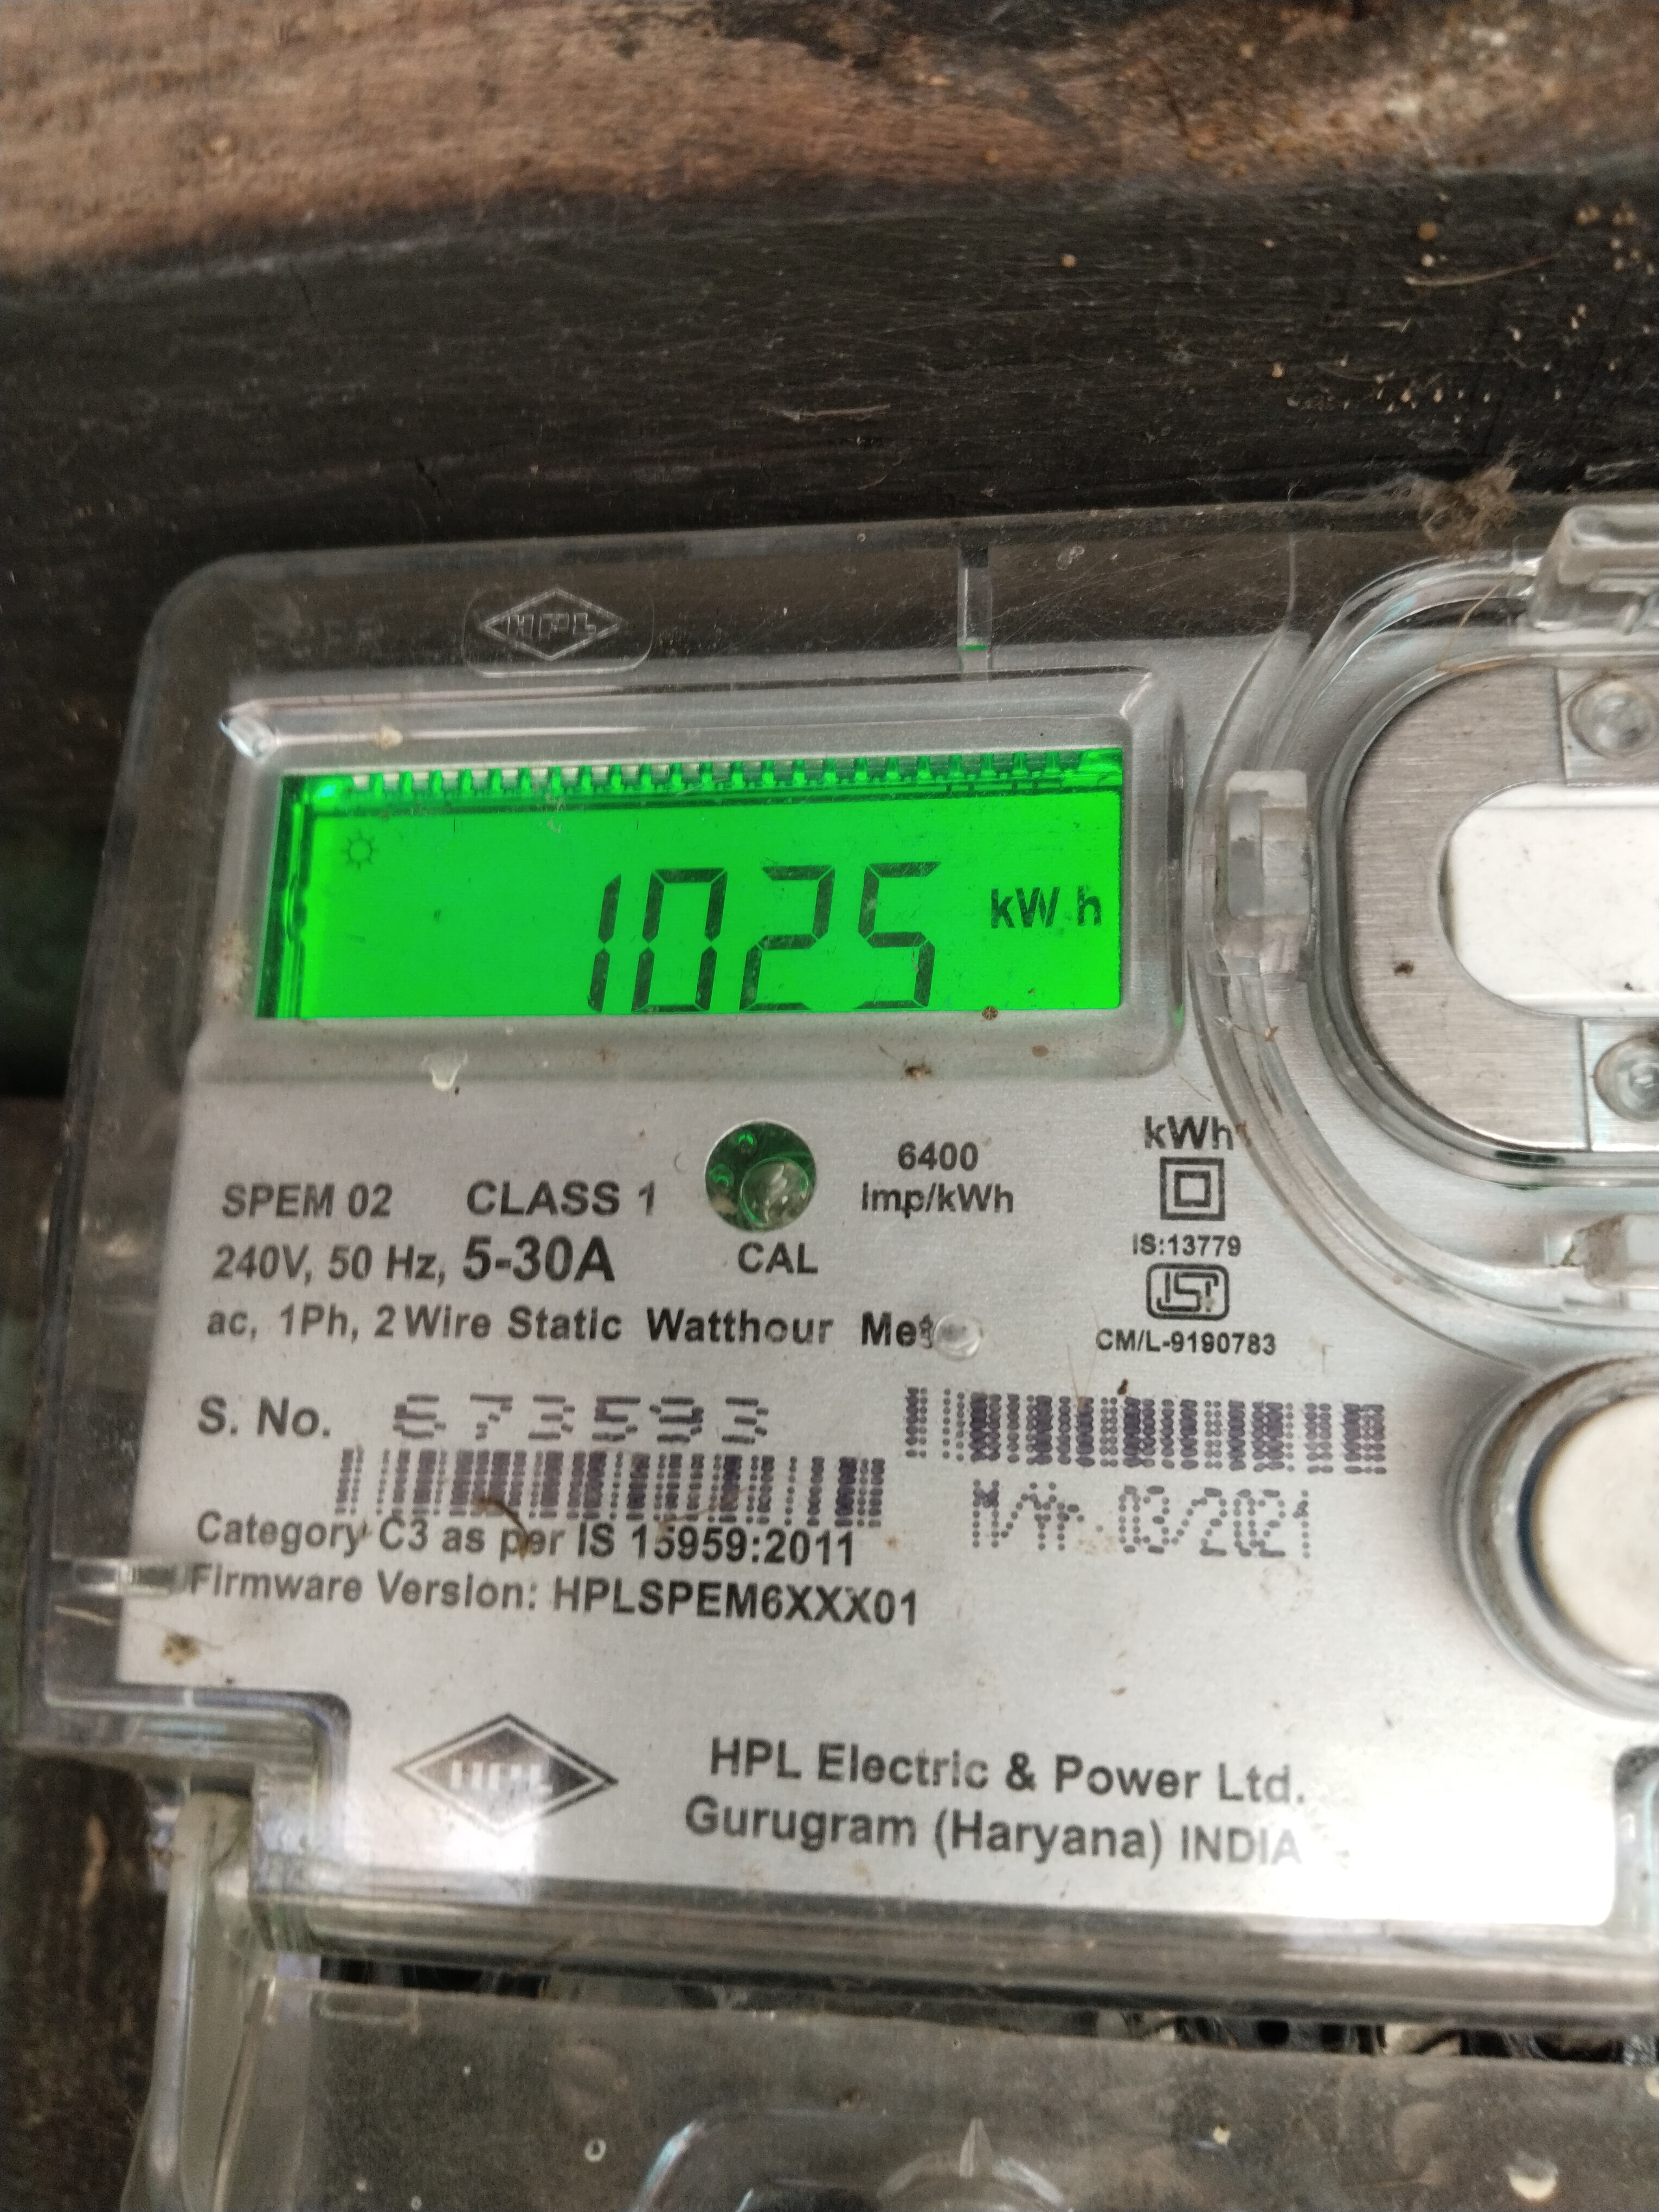 HPL
1025 kWh
6400
Imp/kWh
kWh
SPEM 02 CLASS 1
CAL
IS:13779
240V, 50 Hz, 5-30A
ISI
ac, 1Ph, 2 Wire Static Watthour
CM/L-9190783
S. No.
03/2021
Category C3 as per IS 15959:2011
Firmware Version: HPLSPEM6XXX01
HPL
HPL Electric & Power Ltd.
Gurugram (Haryana) INDIA